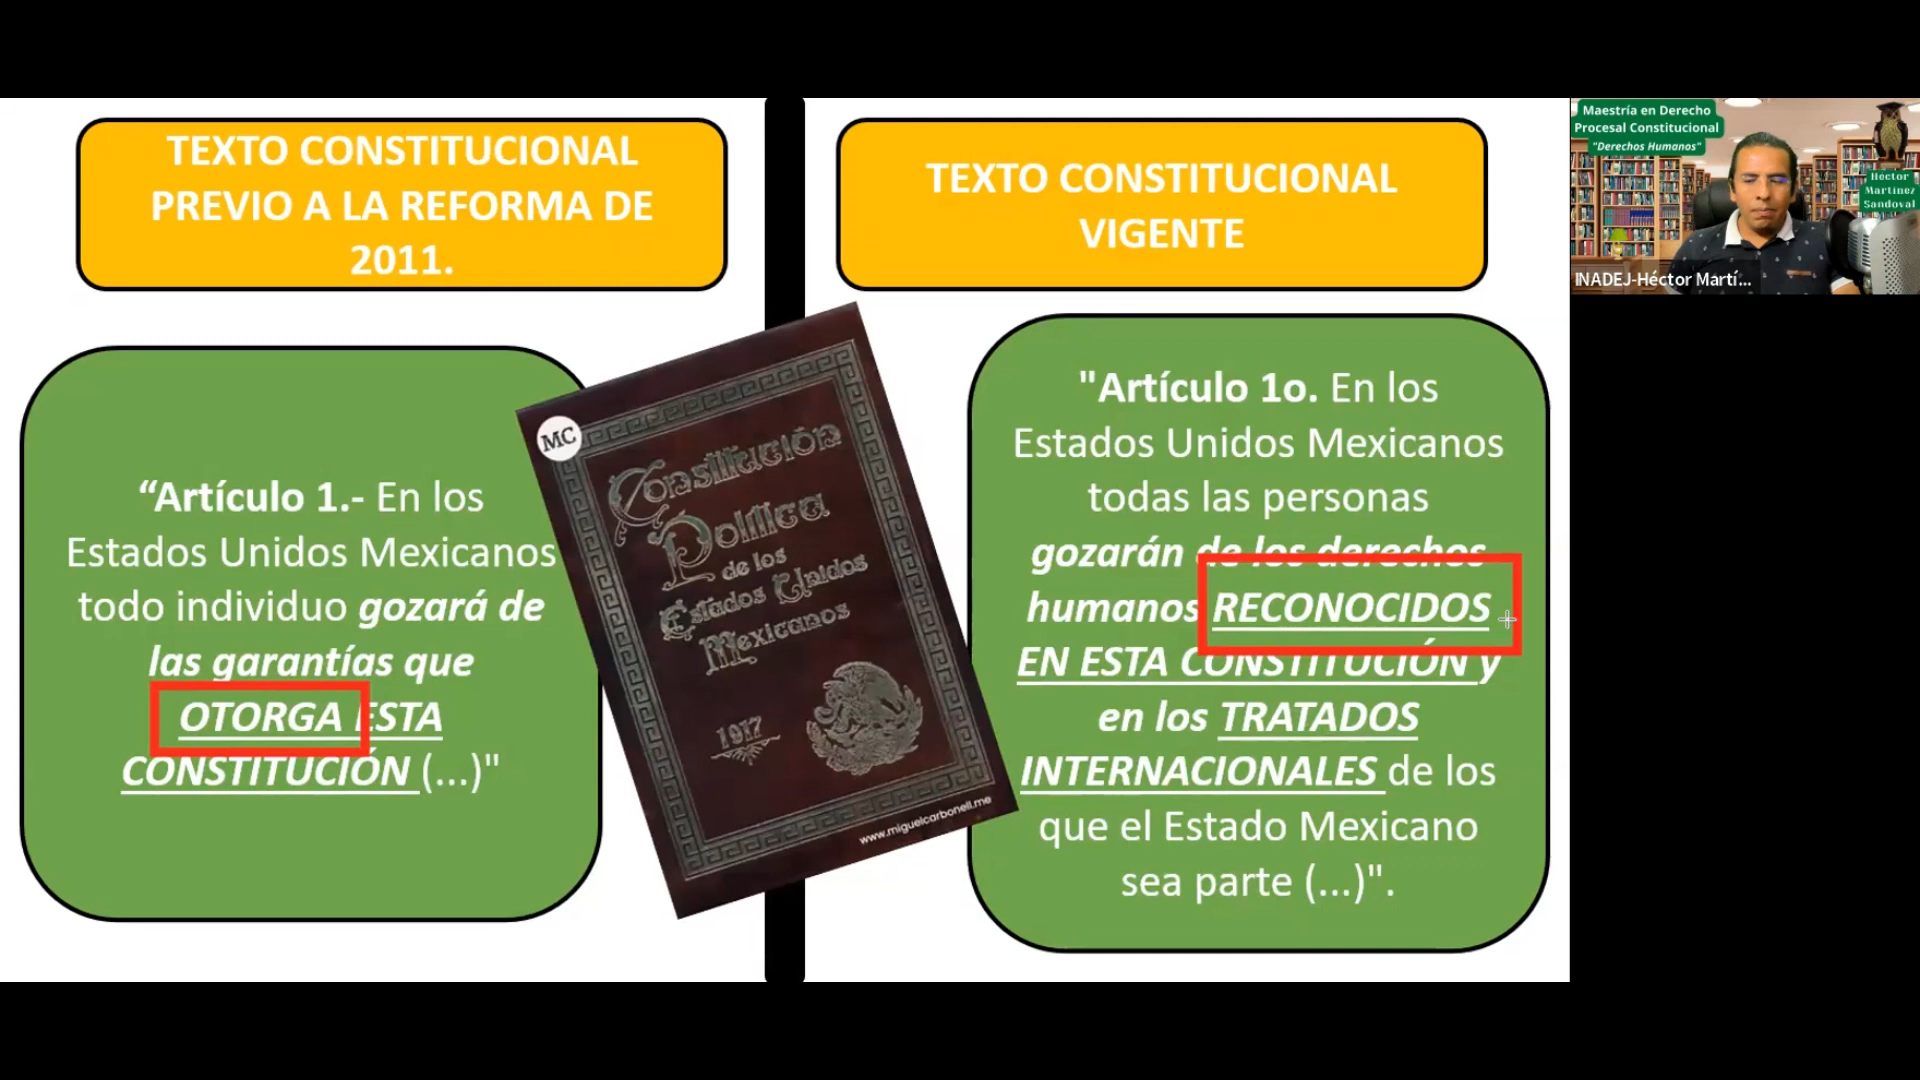 TEXTO CONSTITUCIONAL
PREVIO A LA REFORMA DE
2011.
“Artículo 1.- En los
Estados Unidos Mexicanos
todo individuo gozará de
las garantías que
OTORGA ESTA
CONSTITUCIÓN (...)"
MC
Constitución
Política
de los
Estados Unidos
Mexicanos
1917
www.miguelcarbonell.me
TEXTO CONSTITUCIONAL
VIGENTE
"Artículo 1o. En los
Estados Unidos Mexicanos
todas las personas
gozarán de los derechos
humanos RECONOCIDOS
EN ESTA CONSTITUCIÓN y
en los TRATADOS
INTERNACIONALES de los
que el Estado Mexicano
sea parte (...)".
Maestría en Derecho
Procesal Constitucional
"Derechos Humanos"
Hector
Martínez
Sandoval
INADEJ-Héctor Martí...